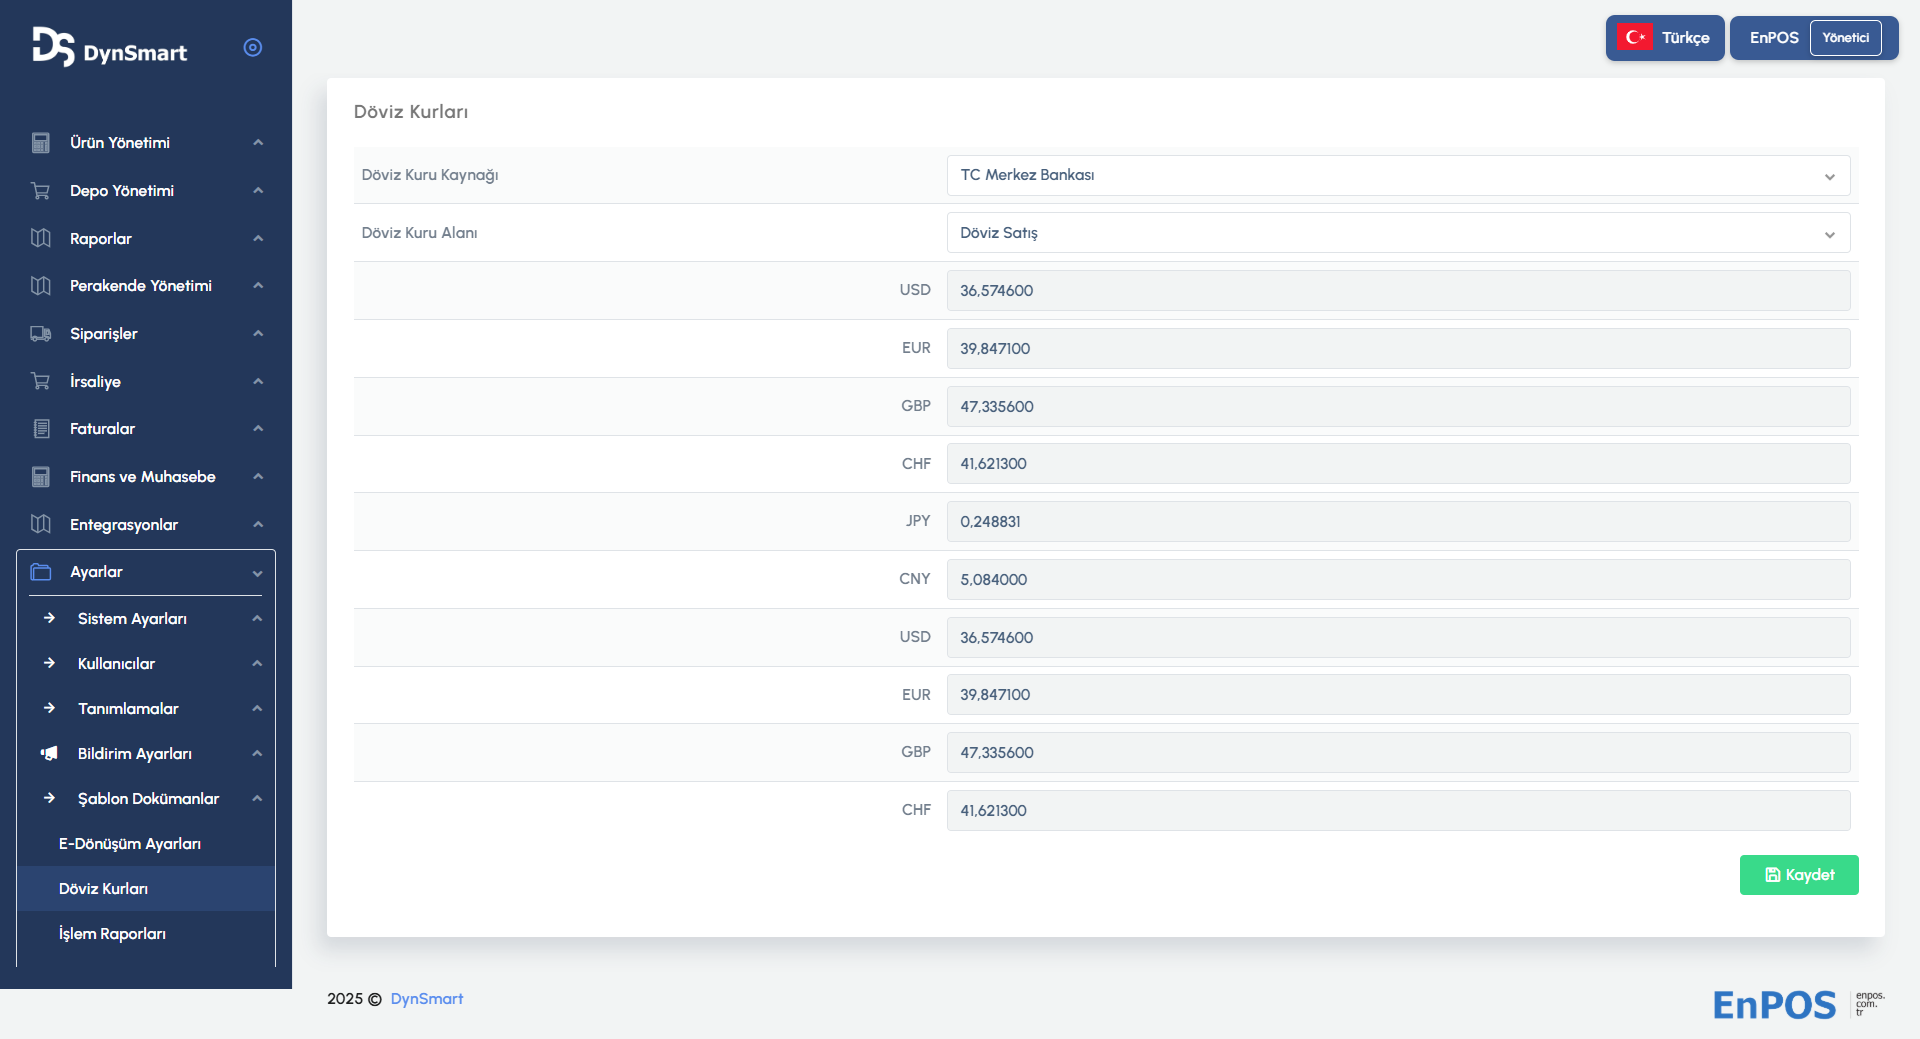 DS DynSmart
Türkçe
EnPOS Yönetici
Ürün Yönetimi
Depo Yönetimi
Raporlar
Perakende Yönetimi
Siparişler
İrsaliye
Faturalar
Finans ve Muhasebe
Entegrasyonlar
Ayarlar
Sistem Ayarları
Kullanıcılar
Tanımlamalar
Bildirim Ayarları
Şablon Dokümanlar
E-Dönüşüm Ayarları
Döviz Kurları
İşlem Raporları
Döviz Kurları
Döviz Kuru Kaynağı TC Merkez Bankası
Döviz Kuru Alanı Döviz Satış
USD 36,574600
EUR 39,847100
GBP 47,335600
CHF 41,621300
JPY 0,248831
CNY 5,084000
USD 36,574600
EUR 39,847100
GBP 47,335600
CHF 41,621300
Kaydet
2025 © DynSmart
EnPOS
enpos.
com.
tr